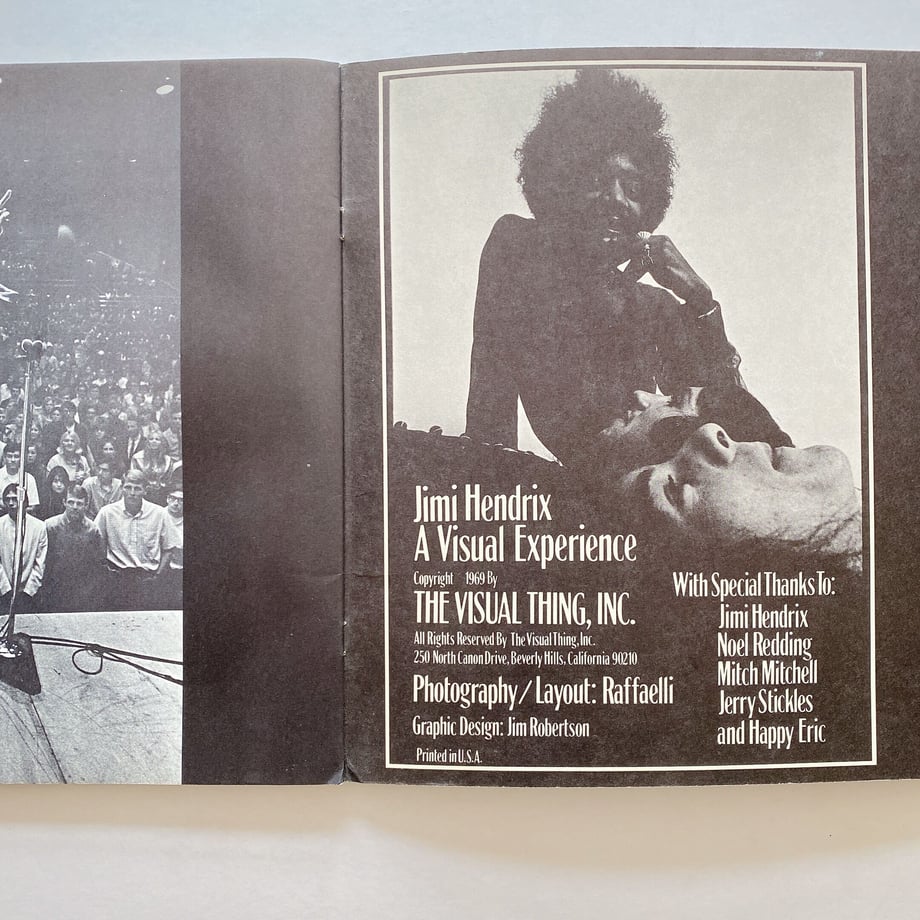 Jimi Hendrix
A Visual Experience
Copyright 1969 By
THE VISUAL THING, INC.
All Rights Reserved By The Visual Thing, Inc.
250 North Canon Drive, Beverly Hills, California 90210
Photography / Layout: Raffaelli
Graphic Design: Jim Robertson
Printed in U.S.A.
With Special Thanks To:
Jimi Hendrix
Noel Redding
Mitch Mitchell
Jerry Stickles
and Happy Eric